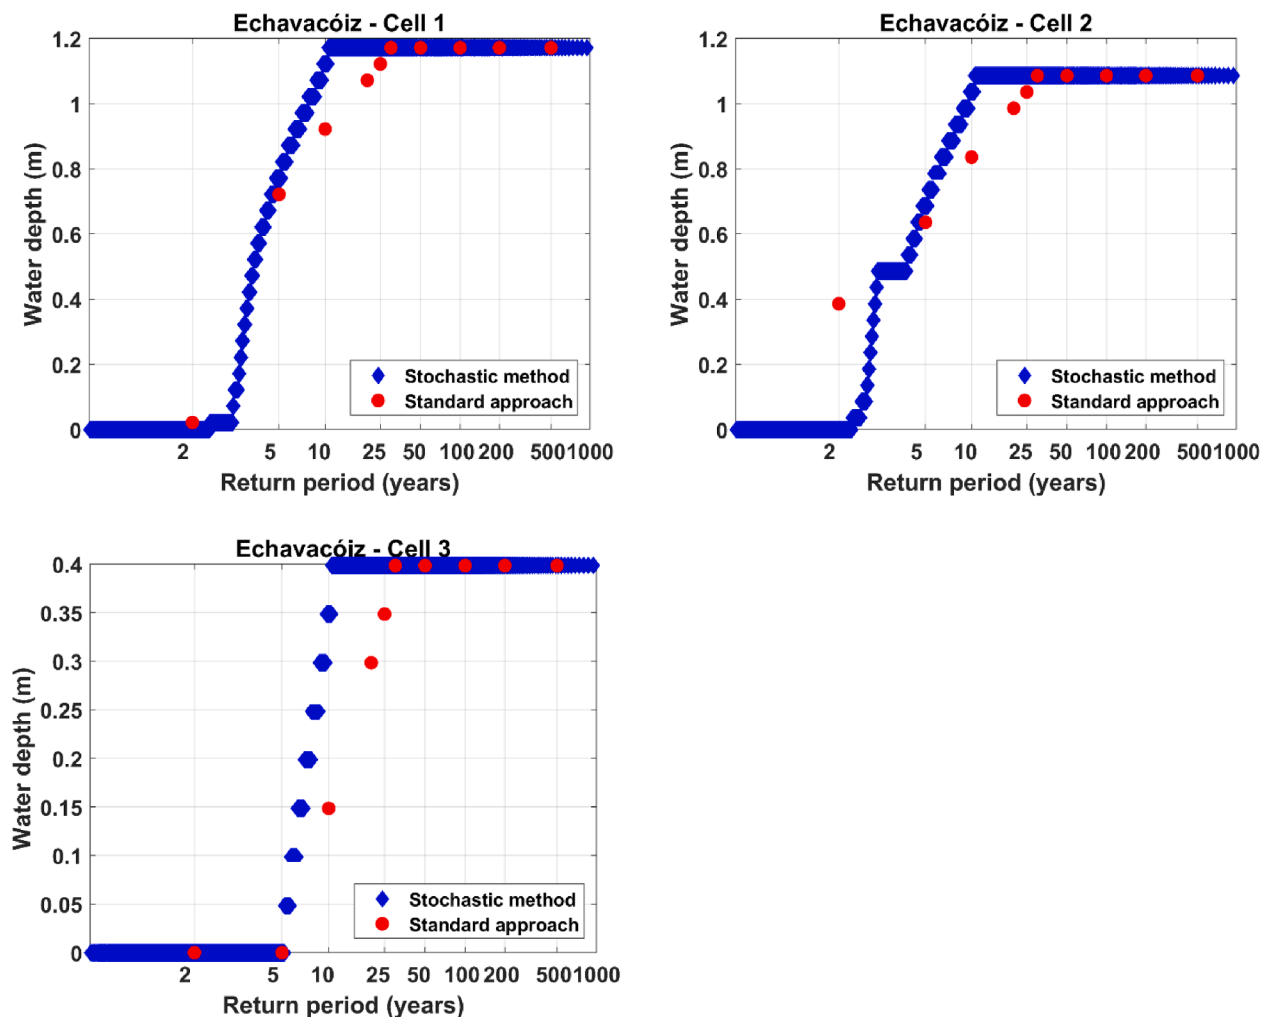 Echavacóiz - Cell 1
1.2
1
0.8
0.6
0.4
0.2
0
Water depth (m)
Stochastic method
Standard approach
2 5 10 25 50 100 200 500 1000
Return period (years)
Echavacóiz - Cell 2
1.2
1
0.8
0.6
0.4
0.2
0
Water depth (m)
Stochastic method
Standard approach
2 5 10 25 50 100 200 500 1000
Return period (years)
Echavacóiz - Cell 3
0.4
0.35
0.3
0.25
0.2
0.15
0.1
0.05
0
Water depth (m)
Stochastic method
Standard approach
2 5 10 25 50 100 200 500 1000
Return period (years)